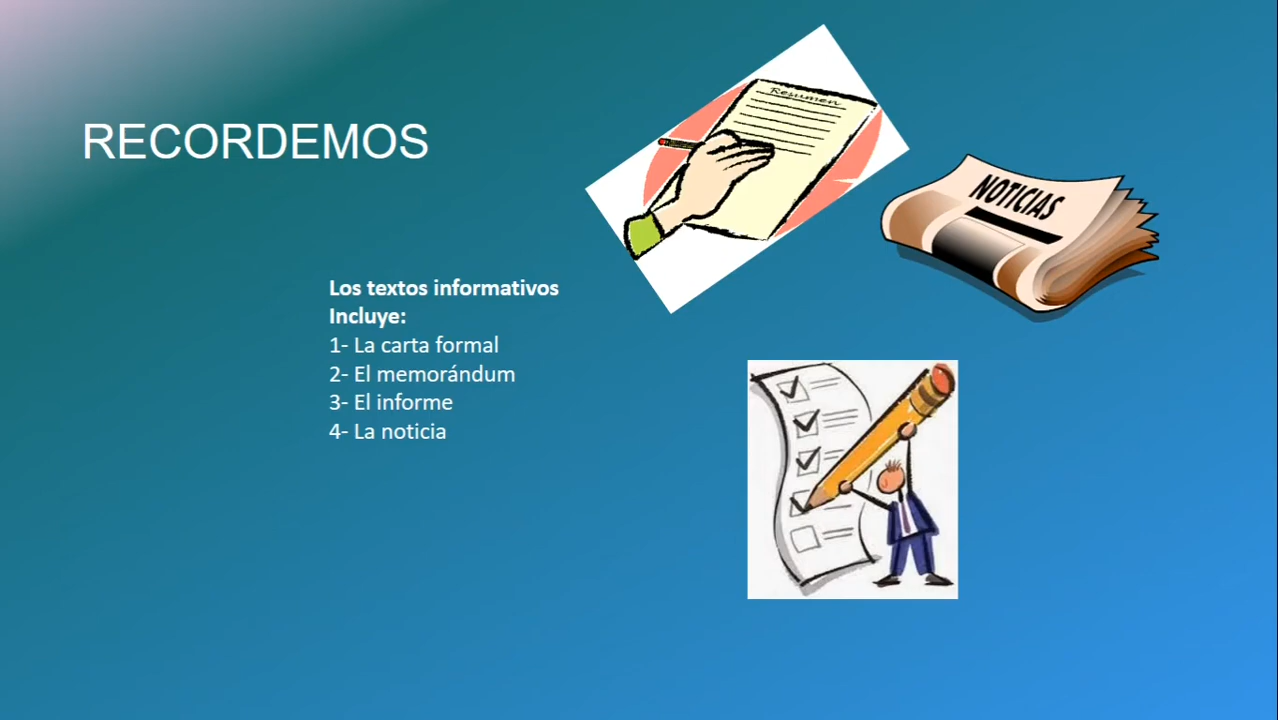 RECORDEMOS
Resumen
NOTICIAS
Los textos informativos
Incluye:
1- La carta formal
2- El memorándum
3- El informe
4- La noticia